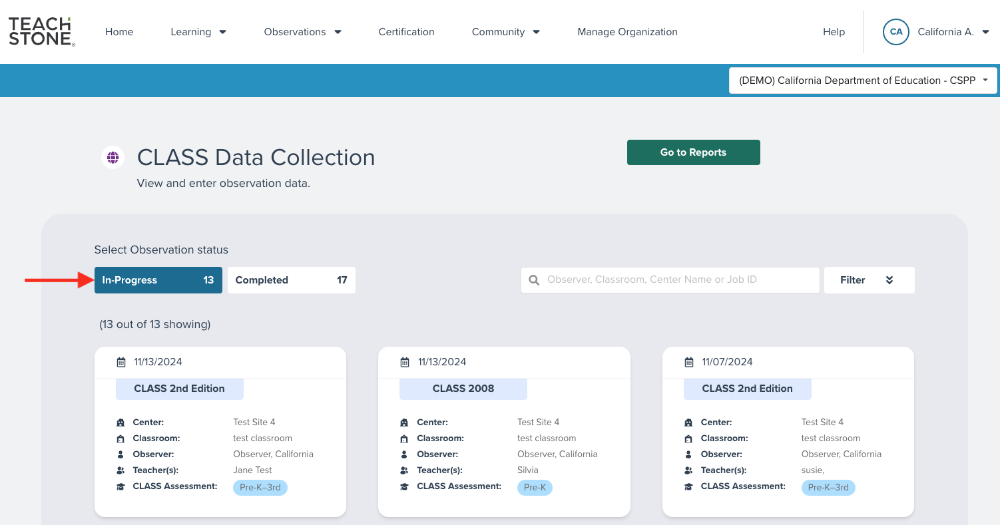 TEACH
STONE
Home Learning Observations Certification Community Manage Organization Help CA California A.
(DEMO) California Department of Education - CSPP
CLASS Data Collection
Go to Reports
View and enter observation data.
Select Observation status
In-Progress 13 Completed 17 Observer, Classroom, Center Name or Job ID Filter
(13 out of 13 showing)
11/13/2024 11/13/2024 11/07/2024
CLASS 2nd Edition CLASS 2008 CLASS 2nd Edition
Center: Test Site 4 Center: Test Site 4 Center: Test Site 4
Classroom: test classroom Classroom: test classroom Classroom: test classroom
Observer: Observer, California Observer: Observer, California Observer: Observer, California
Teacher(s): Jane Test Teacher(s): Silvia Teacher(s): susie,
CLASS Assessment: Pre-K–3rd CLASS Assessment: Pre-K CLASS Assessment: Pre-K–3rd